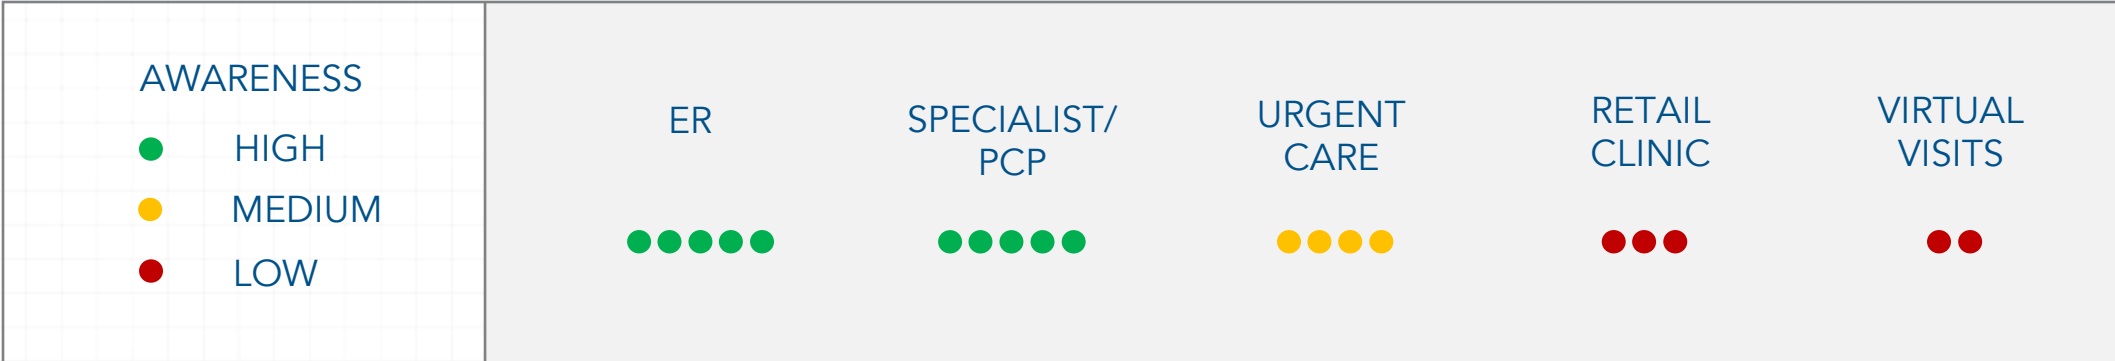 AWARENESS
HIGH
MEDIUM
LOW
ER
SPECIALIST/
PCP
URGENT
CARE
RETAIL
CLINIC
VIRTUAL
VISITS